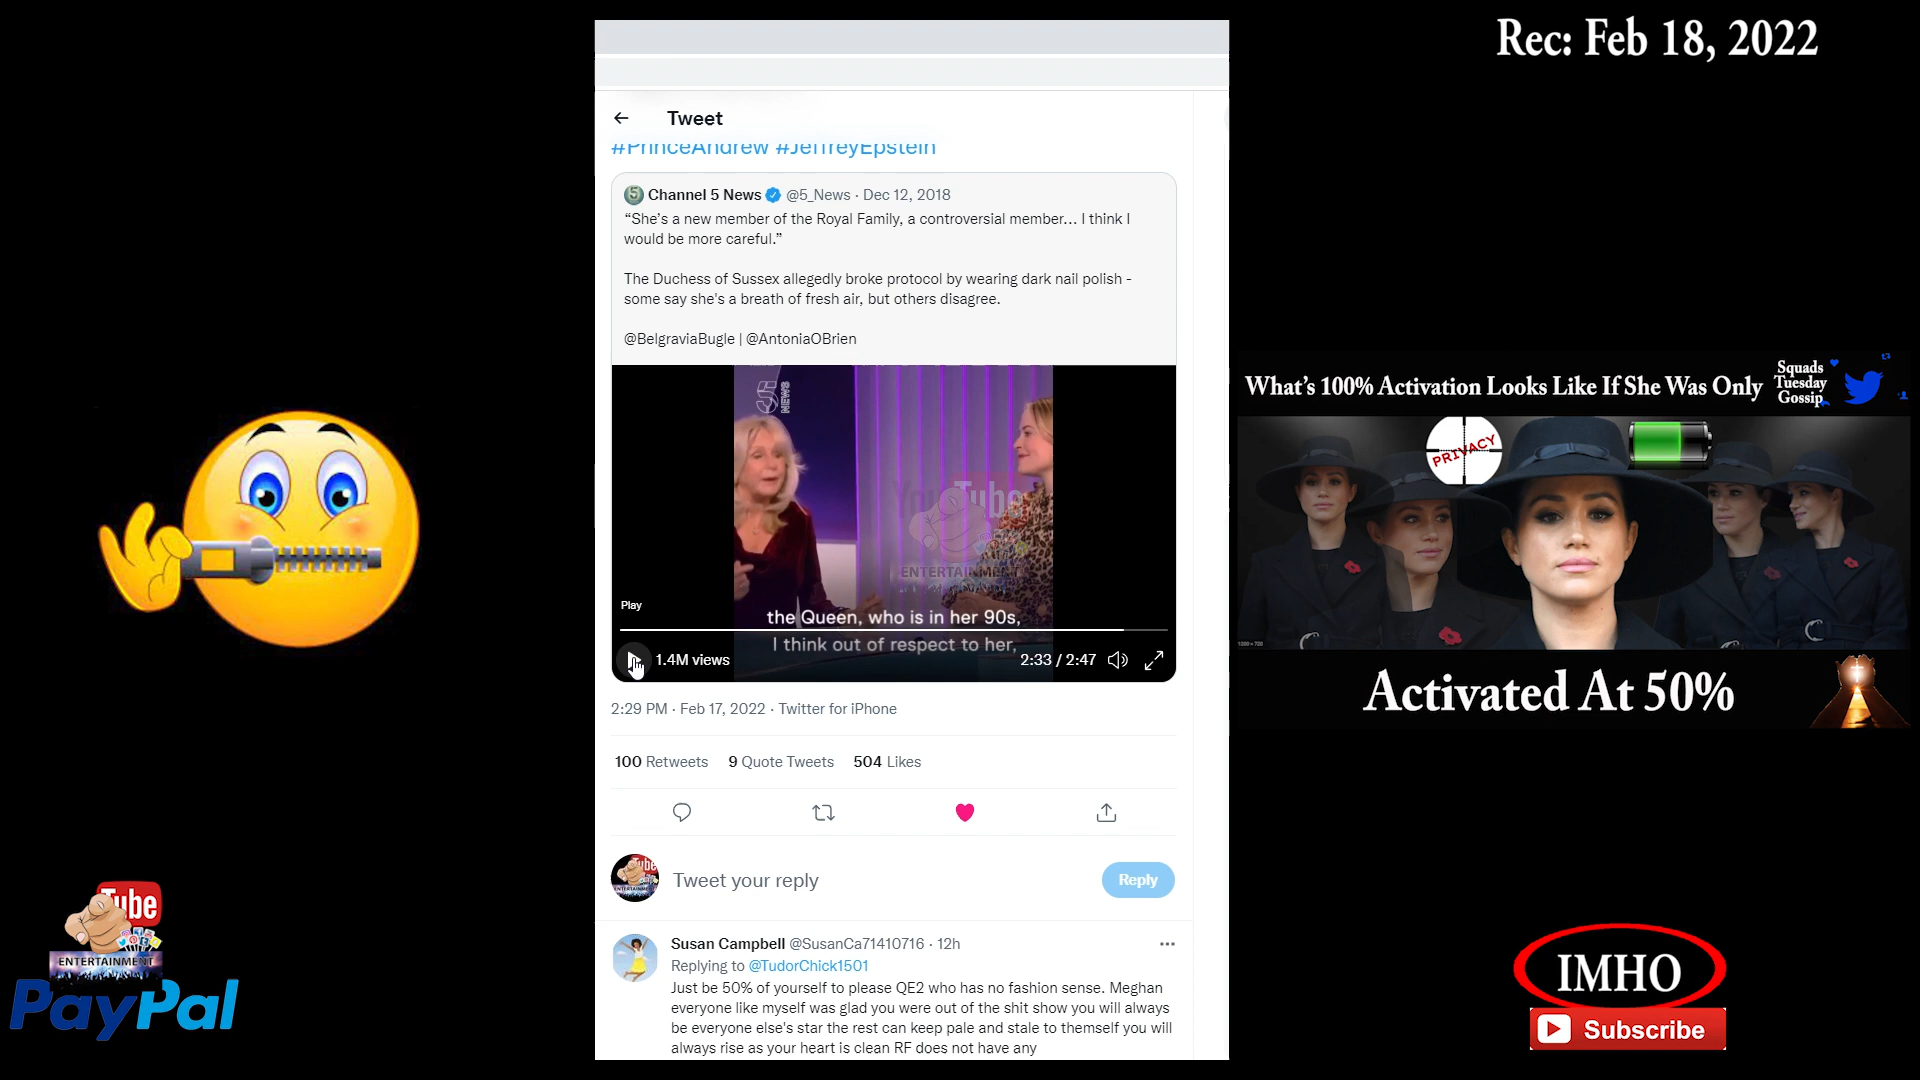 Rec: Feb 18, 2022
Tweet
#PrinceAndrew #JeffreyEpstein
5 Channel 5 News @5_News · Dec 12, 2018
“She’s a new member of the Royal Family, a controversial member… I think I
would be more careful.”
The Duchess of Sussex allegedly broke protocol by wearing dark nail polish -
some say she's a breath of fresh air, but others disagree.
@BelgraviaBugle | @AntoniaOBrien
5 NEWS
YouTube
ENTERTAINMENT
the Queen, who is in her 90s,
I think out of respect to her,
Play
1.4M views
2:33 / 2:47
2:29 PM · Feb 17, 2022 · Twitter for iPhone
100 Retweets 9 Quote Tweets 504 Likes
Tube
Tweet your reply
Reply
Susan Campbell @SusanCa71410716 · 12h
Replying to @TudorChick1501
Just be 50% of yourself to please QE2 who has no fashion sense. Meghan
everyone like myself was glad you were out of the shit show you will always
be everyone else's star the rest can keep pale and stale to themself you will
always rise as your heart is clean RF does not have any
What's 100% Activation Looks Like If She Was Only
Squads
Tuesday
Gossip
PRIVACY
Activated At 50%
Tube
ENTERTAINMENT
PayPal
IMHO
Subscribe